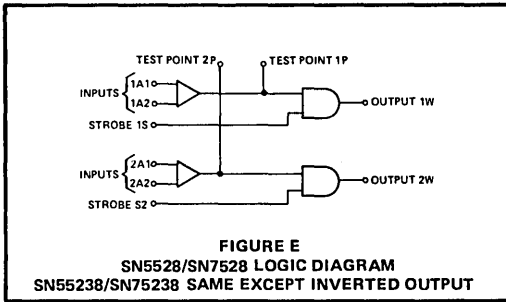 TEST POINT 2P TEST POINT 1P
INPUTS
1A1
1A2
OUTPUT 1W
STROBE 1S
INPUTS
2A1
2A2
OUTPUT 2W
STROBE S2
FIGURE E
SN5528/SN7528 LOGIC DIAGRAM
SN55238/SN75238 SAME EXCEPT INVERTED OUTPUT